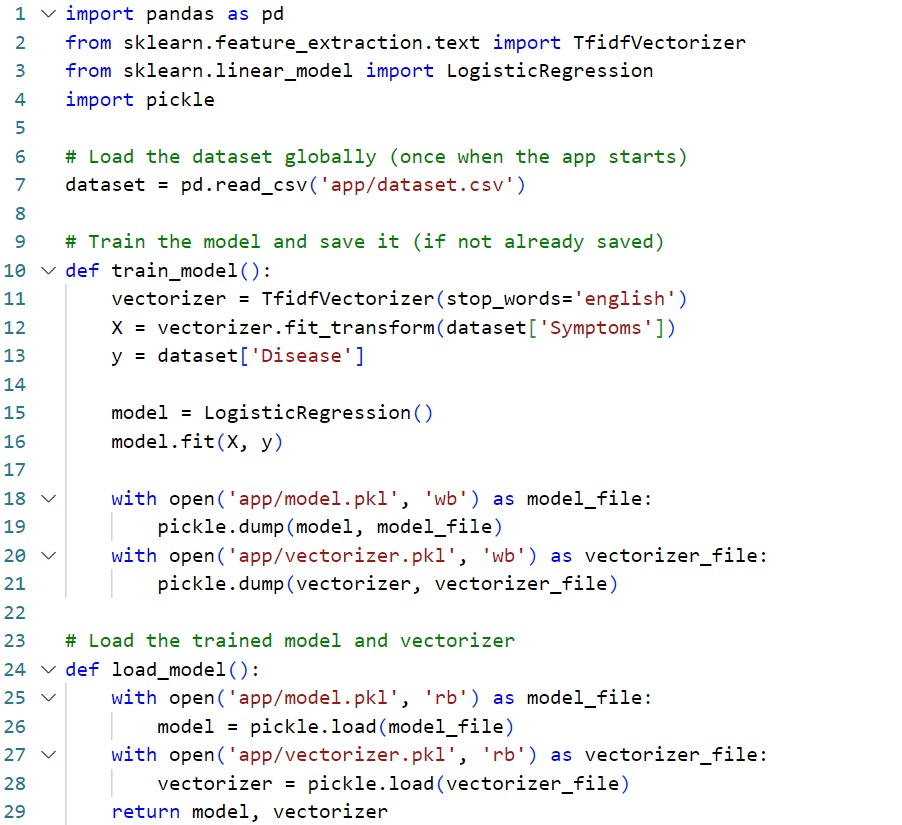 1 import pandas as pd
2 from sklearn.feature_extraction.text import TfidfVectorizer
3 from sklearn.linear_model import LogisticRegression
4 import pickle
5
6 # Load the dataset globally (once when the app starts)
7 dataset = pd.read_csv('app/dataset.csv')
8
9 # Train the model and save it (if not already saved)
10 def train_model():
11     vectorizer = TfidfVectorizer(stop_words='english')
12     X = vectorizer.fit_transform(dataset['Symptoms'])
13     y = dataset['Disease']
14
15     model = LogisticRegression()
16     model.fit(X, y)
17
18     with open('app/model.pkl', 'wb') as model_file:
19         pickle.dump(model, model_file)
20     with open('app/vectorizer.pkl', 'wb') as vectorizer_file:
21         pickle.dump(vectorizer, vectorizer_file)
22
23 # Load the trained model and vectorizer
24 def load_model():
25     with open('app/model.pkl', 'rb') as model_file:
26         model = pickle.load(model_file)
27     with open('app/vectorizer.pkl', 'rb') as vectorizer_file:
28         vectorizer = pickle.load(vectorizer_file)
29     return model, vectorizer